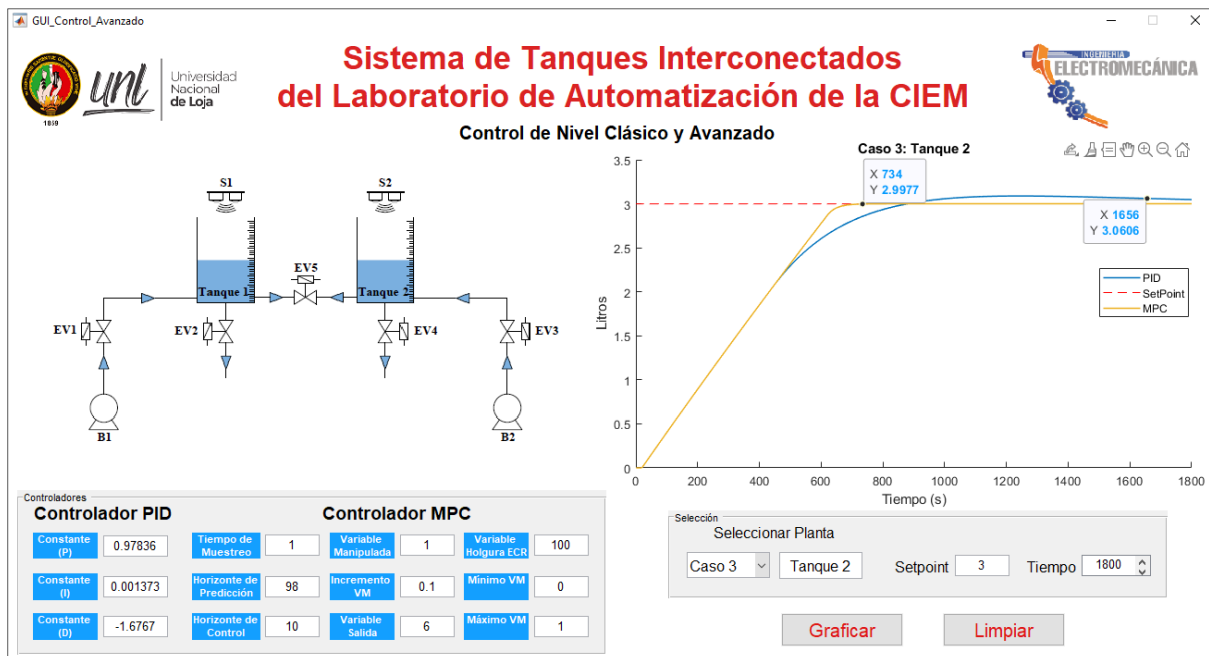 GUI_Control_Avanzado
1859
unl
Universidad
Nacional
de Loja
Sistema de Tanques Interconectados
del Laboratorio de Automatización de la CIEM
INGENIERÍA
ELECTROMECÁNICA
Control de Nivel Clásico y Avanzado
S1
S2
EV5
Tanque 1
Tanque 2
EV1
EV2
EV4
EV3
B1
B2
Caso 3: Tanque 2
X 734
Y 2.9977
X 1656
Y 3.0606
PID
SetPoint
MPC
Litros
3.5
3
2.5
2
1.5
1
0.5
0
0 200 400 600 800 1000 1200 1400 1600 1800
Tiempo (s)
Controladores
Controlador PID
Controlador MPC
Constante
(P)
0.97836
Tiempo de
Muestreo
1
Variable
Manipulada
1
Variable
Holgura ECR
100
Constante
(I)
0.001373
Horizonte de
Predicción
98
Incremento
VM
0.1
Mínimo VM
0
Constante
(D)
-1.6767
Horizonte de
Control
10
Variable
Salida
6
Máximo VM
1
Selección
Seleccionar Planta
Caso 3
Tanque 2
Setpoint
3
Tiempo
1800
Graficar
Limpiar